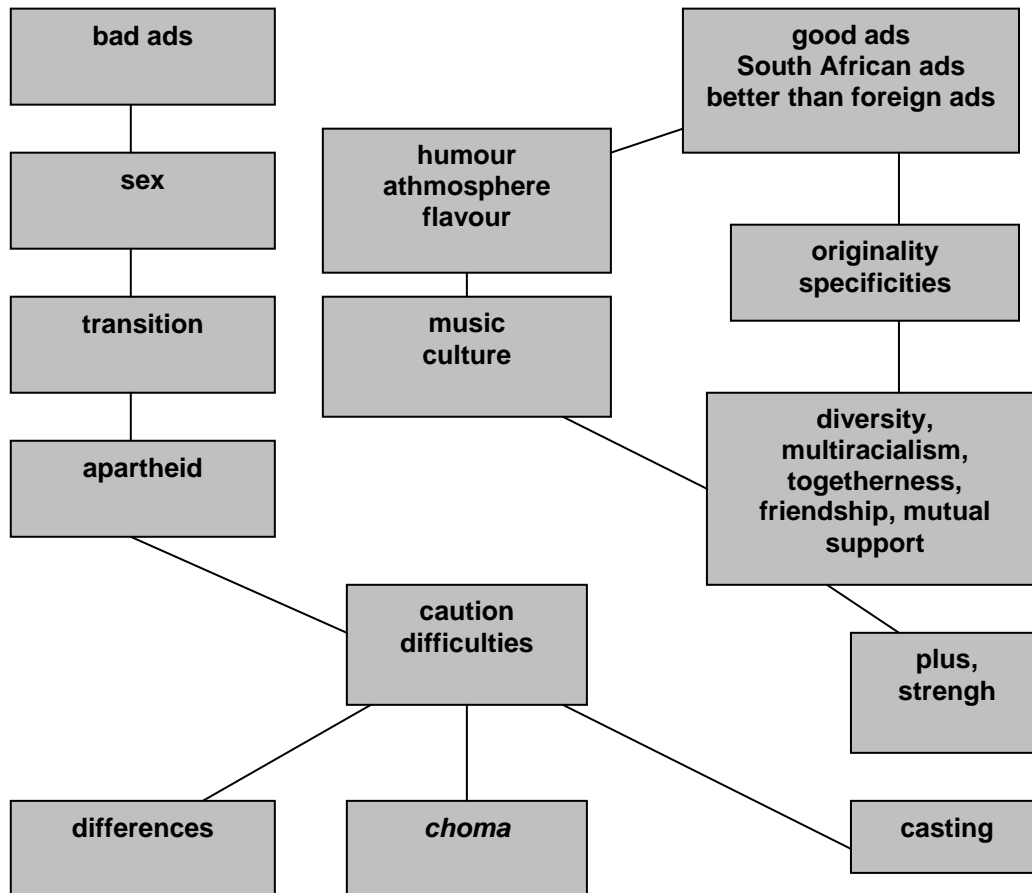 bad ads
good ads
South African ads
better than foreign ads
humour
athmosphere
flavour
sex
originality
specificities
transition
music
culture
apartheid
diversity,
multiracialism,
togetherness,
friendship, mutual
support
caution
difficulties
plus,
strengh
differences
choma
casting